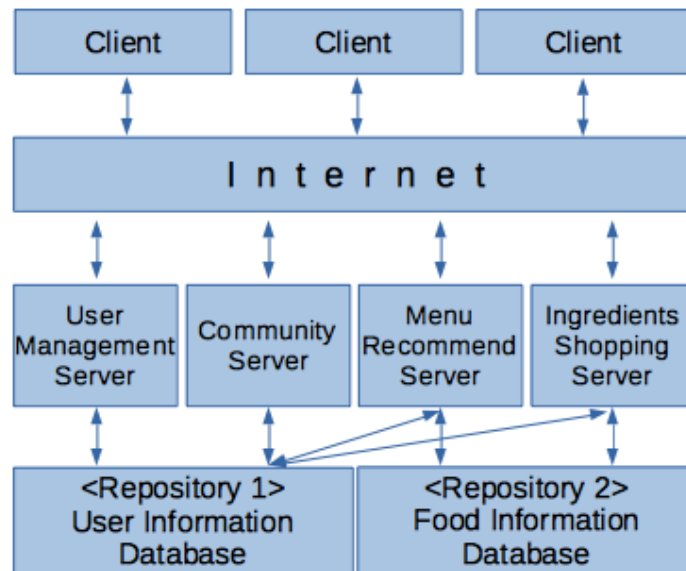 Client
Client
Client
I n t e r n e t
User
Management
Server
Community
Server
Menu
Recommend
Server
Ingredients
Shopping
Server
<Repository 1>
User Information
Database
<Repository 2>
Food Information
Database